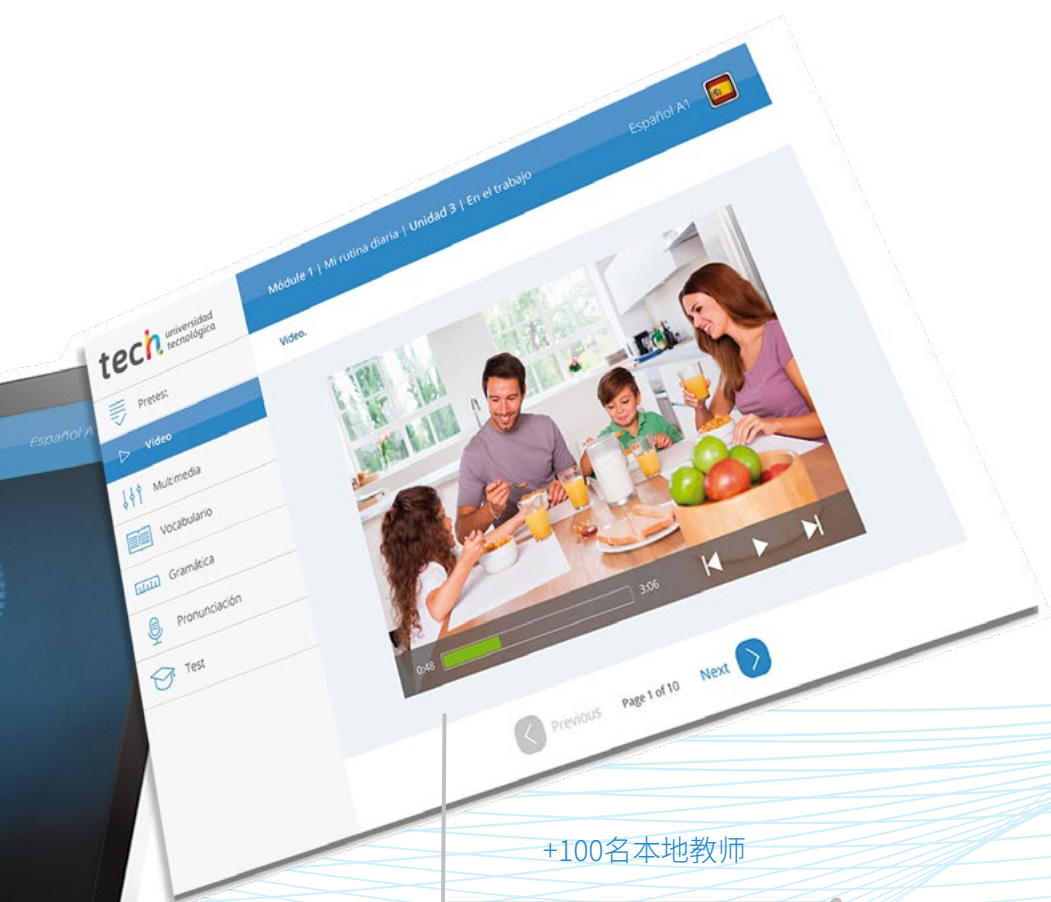 Español A1
Módule 1 | Mi rutina diaria | Unidad 3 | En el trabajo
tech universidad
tecnológica
Video.
Pretest
Video
Multimedia
Vocabulario
Gramática
Pronunciación
Test
Español A
0:48
3:06
Previous
Page 1 of 10
Next
+100名本地教师